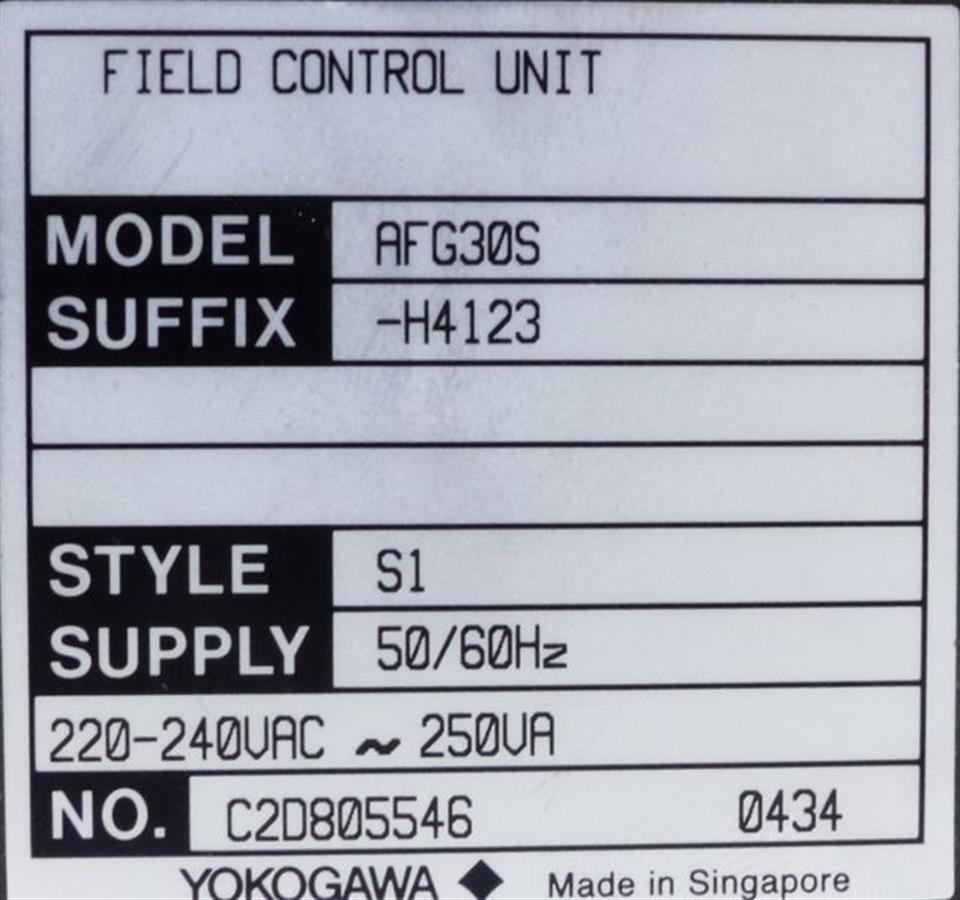 FIELD CONTROL UNIT
MODEL AFG30S
SUFFIX -H4123
STYLE S1
SUPPLY 50/60Hz
220-240VAC ~ 250VA
NO. C2D805546 0434
YOKOGAWA ◆ Made in Singapore